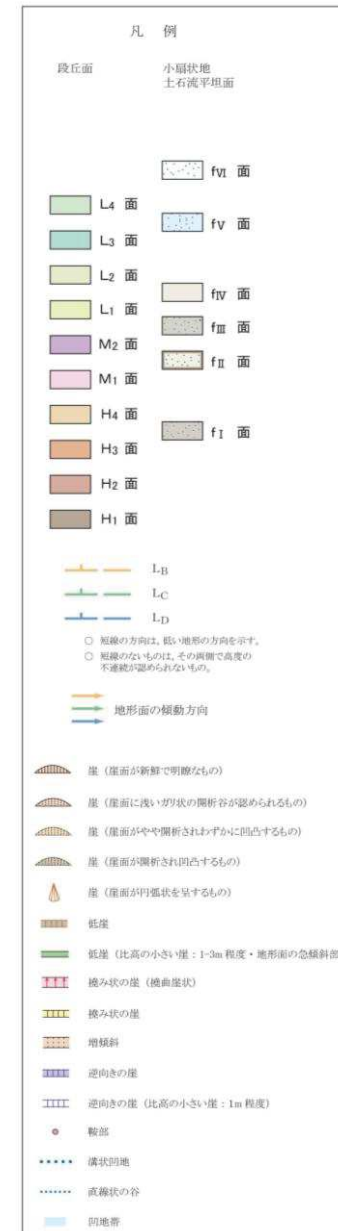 凡 例
段丘面
小扇状地
土石流平坦面
fⅥ 面
L4 面
fⅤ 面
L3 面
L2 面
fⅣ 面
L1 面
fⅢ 面
M2 面
fⅡ 面
M1 面
H4 面
fⅠ 面
H3 面
H2 面
H1 面
LB
LC
LD
○ 短線の方向は、低い地形の方向を示す。
○ 短線のないものは、その両側で高度の
不連続が認められないもの。
地形面の傾動方向
崖（崖面が新鮮で明瞭なもの）
崖（崖面に浅いガリ状の開析谷が認められるもの）
崖（崖面がやや開析されわずかに凹凸するもの）
崖（崖面が開析され凹凸するもの）
崖（崖面が円弧状を呈するもの）
低崖
低崖（比高の小さい崖：1-3m 程度・地形面の急傾斜部
撓み状の崖（撓曲崖状）
撓み状の崖
増傾斜
逆向きの崖
逆向きの崖（比高の小さい崖：1m 程度）
鞍部
溝状凹地
直線状の谷
凹地帯